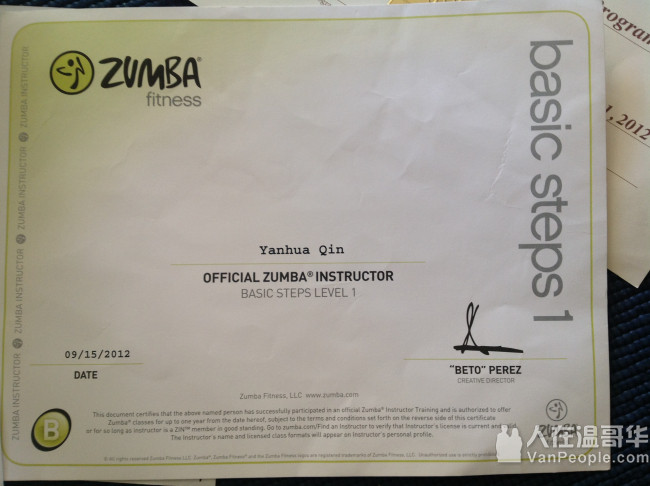 ZUMBA®
fitness
basic steps 1
ZUMBA INSTRUCTOR
ZUMBA INSTRUCTOR
ZUMBA INSTRUCTOR
ZUMBA INSTRUCTOR
Yanhua Qin
OFFICIAL ZUMBA® INSTRUCTOR
BASIC STEPS LEVEL 1
09/15/2012
DATE
"BETO" PEREZ
CREATIVE DIRECTOR
Zumba Fitness, LLC www.zumba.com
This document certifies that the above named person has successfully participated in an official Zumba® Instructor Training and is authorized to offer
Zumba® classes for up to one year from the date hereof, subject to the terms and conditions set forth on the reverse side of this certificate
or for so long as instructor is a ZIN™ member in good standing. Go to zumba.com/Find an Instructor to verify that Instructor's license is current and valid.
The Instructor's name and licensed class formats will appear on Instructor's personal profile.
B
ZUMBA
rogram
1, 2012
人在温哥华
VanPeople.com